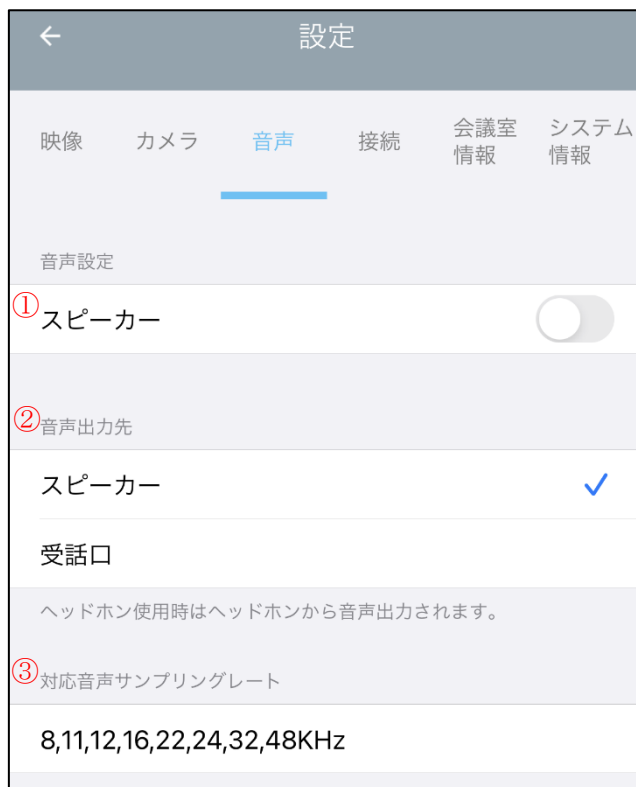 設定
映像
カメラ
音声
接続
会議室
情報
システム
情報
音声設定
①
スピーカー
②
音声出力先
スピーカー
受話口
ヘッドホン使用時はヘッドホンから音声出力されます。
③
対応音声サンプリングレート
8,11,12,16,22,24,32,48KHz